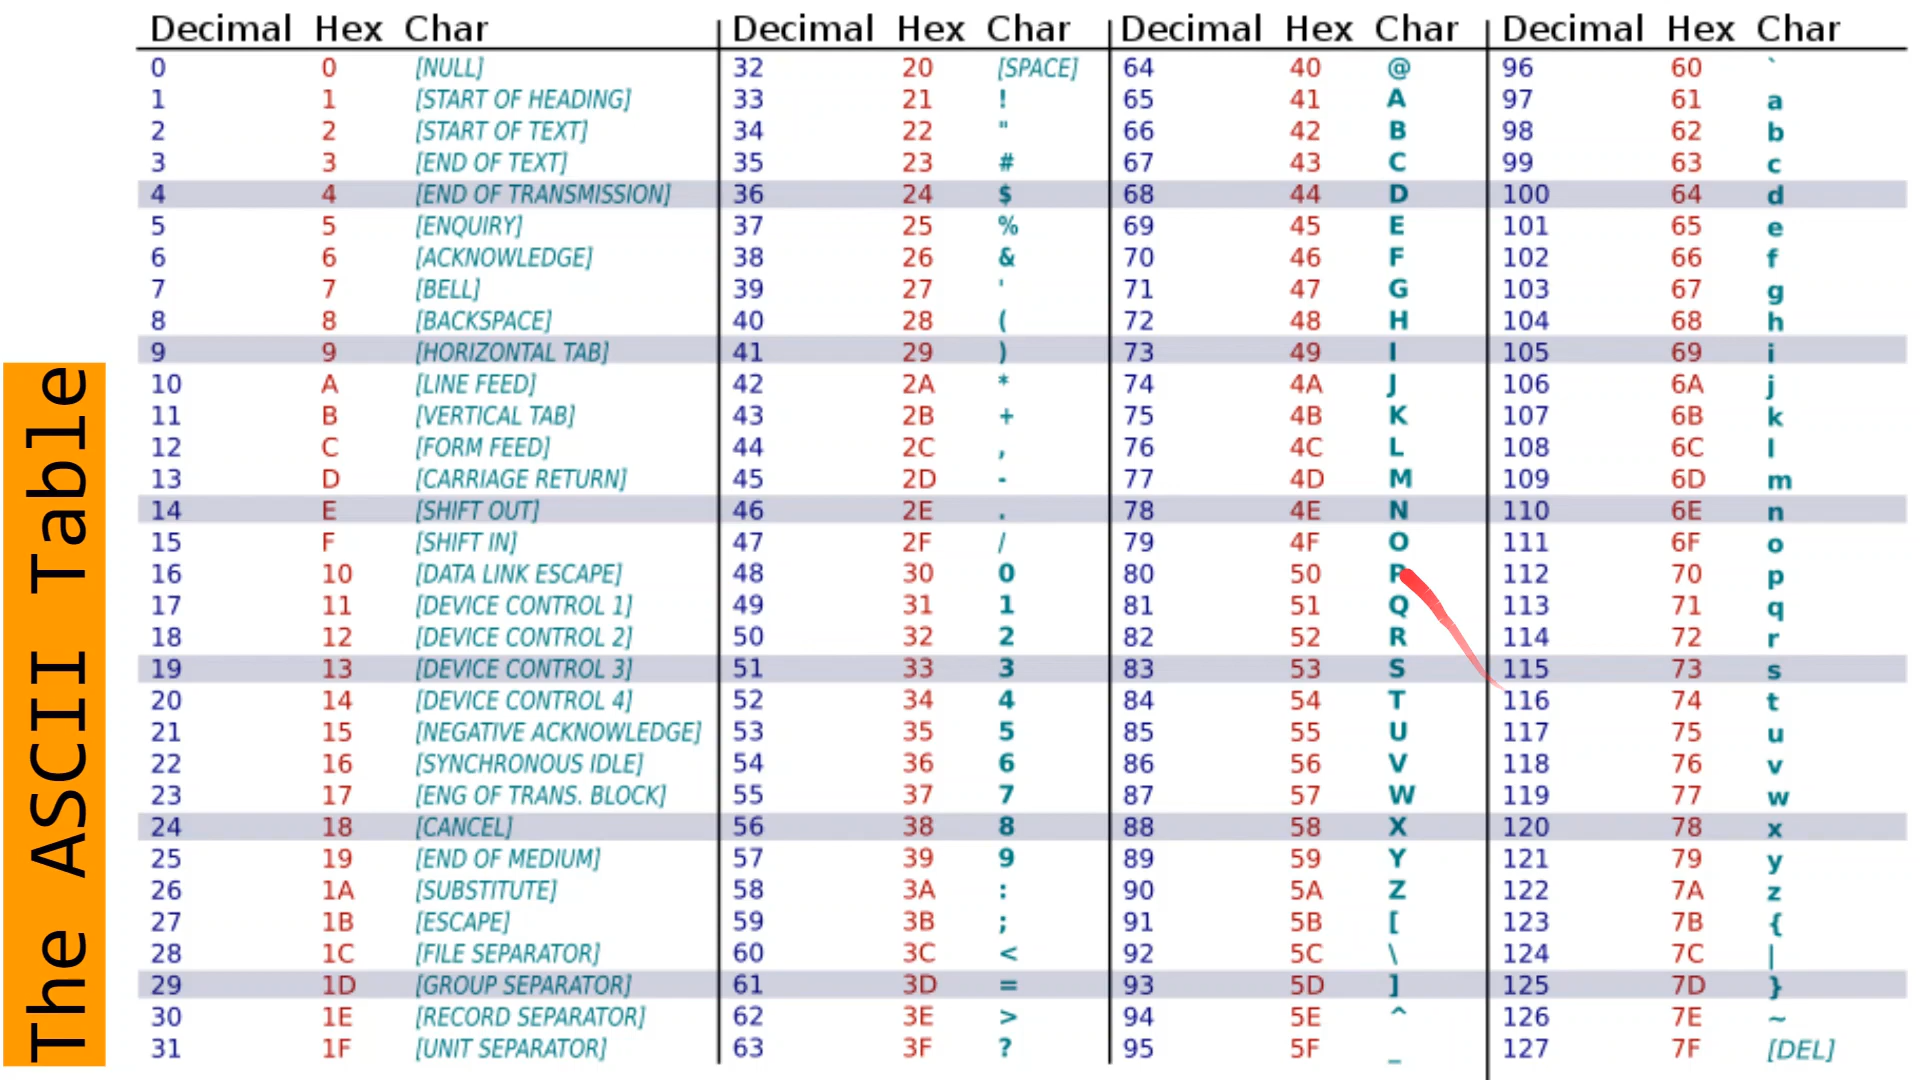 The ASCII Table
Decimal Hex Char Decimal Hex Char Decimal Hex Char Decimal Hex Char
0 0 [NULL] 32 20 [SPACE] 64 40 @ 96 60 `
1 1 [START OF HEADING] 33 21 ! 65 41 A 97 61 a
2 2 [START OF TEXT] 34 22 " 66 42 B 98 62 b
3 3 [END OF TEXT] 35 23 # 67 43 C 99 63 c
4 4 [END OF TRANSMISSION] 36 24 $ 68 44 D 100 64 d
5 5 [ENQUIRY] 37 25 % 69 45 E 101 65 e
6 6 [ACKNOWLEDGE] 38 26 & 70 46 F 102 66 f
7 7 [BELL] 39 27 ' 71 47 G 103 67 g
8 8 [BACKSPACE] 40 28 ( 72 48 H 104 68 h
9 9 [HORIZONTAL TAB] 41 29 ) 73 49 I 105 69 i
10 A [LINE FEED] 42 2A * 74 4A J 106 6A j
11 B [VERTICAL TAB] 43 2B + 75 4B K 107 6B k
12 C [FORM FEED] 44 2C , 76 4C L 108 6C l
13 D [CARRIAGE RETURN] 45 2D - 77 4D M 109 6D m
14 E [SHIFT OUT] 46 2E . 78 4E N 110 6E n
15 F [SHIFT IN] 47 2F / 79 4F O 111 6F o
16 10 [DATA LINK ESCAPE] 48 30 0 80 50 P 112 70 p
17 11 [DEVICE CONTROL 1] 49 31 1 81 51 Q 113 71 q
18 12 [DEVICE CONTROL 2] 50 32 2 82 52 R 114 72 r
19 13 [DEVICE CONTROL 3] 51 33 3 83 53 S 115 73 s
20 14 [DEVICE CONTROL 4] 52 34 4 84 54 T 116 74 t
21 15 [NEGATIVE ACKNOWLEDGE] 53 35 5 85 55 U 117 75 u
22 16 [SYNCHRONOUS IDLE] 54 36 6 86 56 V 118 76 v
23 17 [ENG OF TRANS. BLOCK] 55 37 7 87 57 W 119 77 w
24 18 [CANCEL] 56 38 8 88 58 X 120 78 x
25 19 [END OF MEDIUM] 57 39 9 89 59 Y 121 79 y
26 1A [SUBSTITUTE] 58 3A : 90 5A Z 122 7A z
27 1B [ESCAPE] 59 3B ; 91 5B [ 123 7B {
28 1C [FILE SEPARATOR] 60 3C < 92 5C \ 124 7C |
29 1D [GROUP SEPARATOR] 61 3D = 93 5D ] 125 7D }
30 1E [RECORD SEPARATOR] 62 3E > 94 5E ^ 126 7E ~
31 1F [UNIT SEPARATOR] 63 3F ? 95 5F _ 127 7F [DEL]